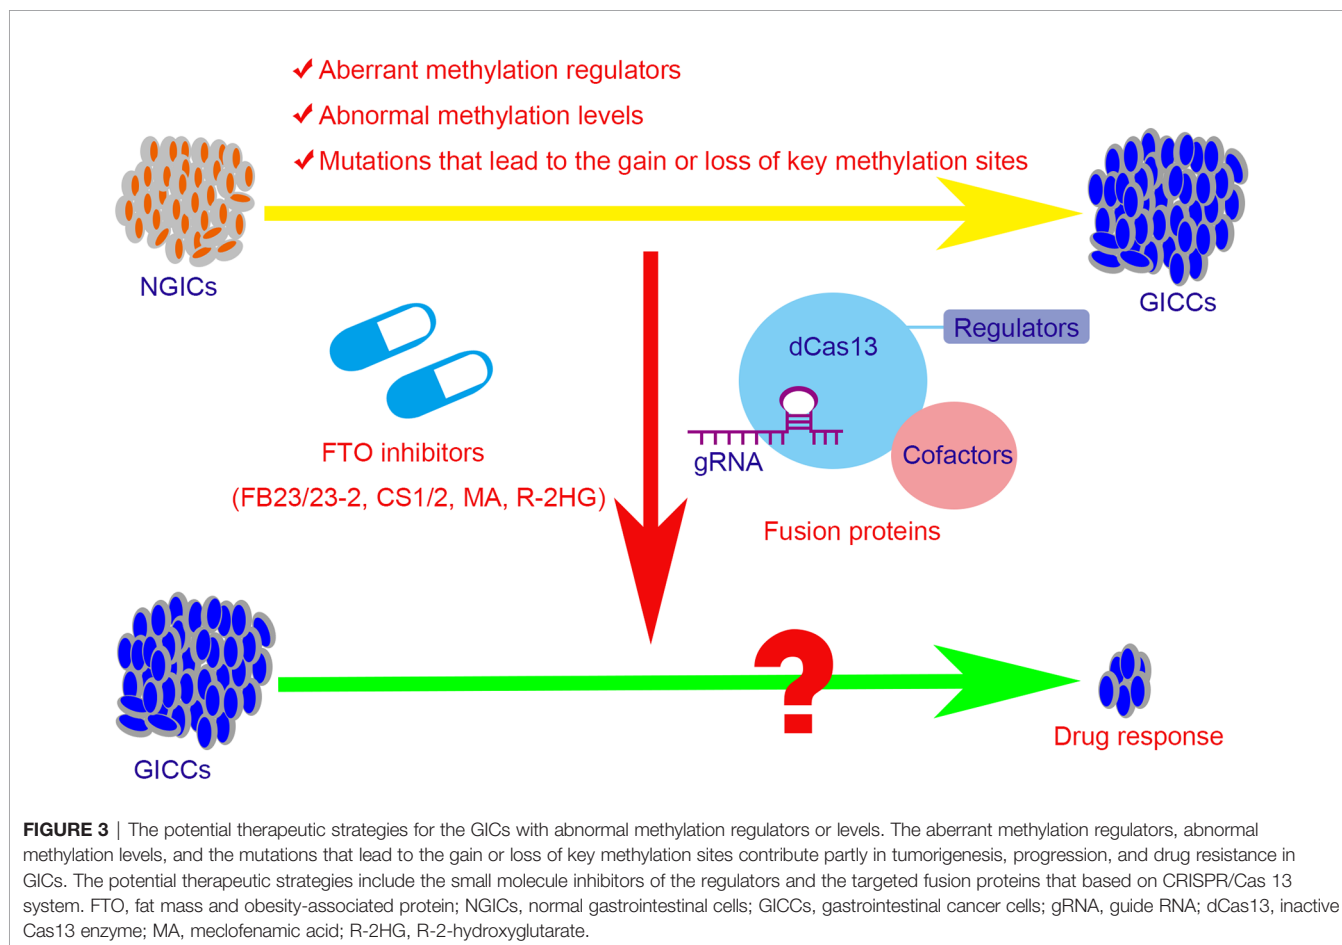 Aberrant methylation regulators
Abnormal methylation levels
Mutations that lead to the gain or loss of key methylation sites
NGICs
GICCs
dCas13
Regulators
gRNA
Cofactors
FTO inhibitors
(FB23/23-2, CS1/2, MA, R-2HG)
Fusion proteins
?
Drug response
GICCs
FIGURE 3 | The potential therapeutic strategies for the GICs with abnormal methylation regulators or levels. The aberrant methylation regulators, abnormal
methylation levels, and the mutations that lead to the gain or loss of key methylation sites contribute partly in tumorigenesis, progression, and drug resistance in
GICs. The potential therapeutic strategies include the small molecule inhibitors of the regulators and the targeted fusion proteins that based on CRISPR/Cas 13
system. FTO, fat mass and obesity-associated protein; NGICs, normal gastrointestinal cells; GICCs, gastrointestinal cancer cells; gRNA, guide RNA; dCas13, inactive
Cas13 enzyme; MA, meclofenamic acid; R-2HG, R-2-hydroxyglutarate.